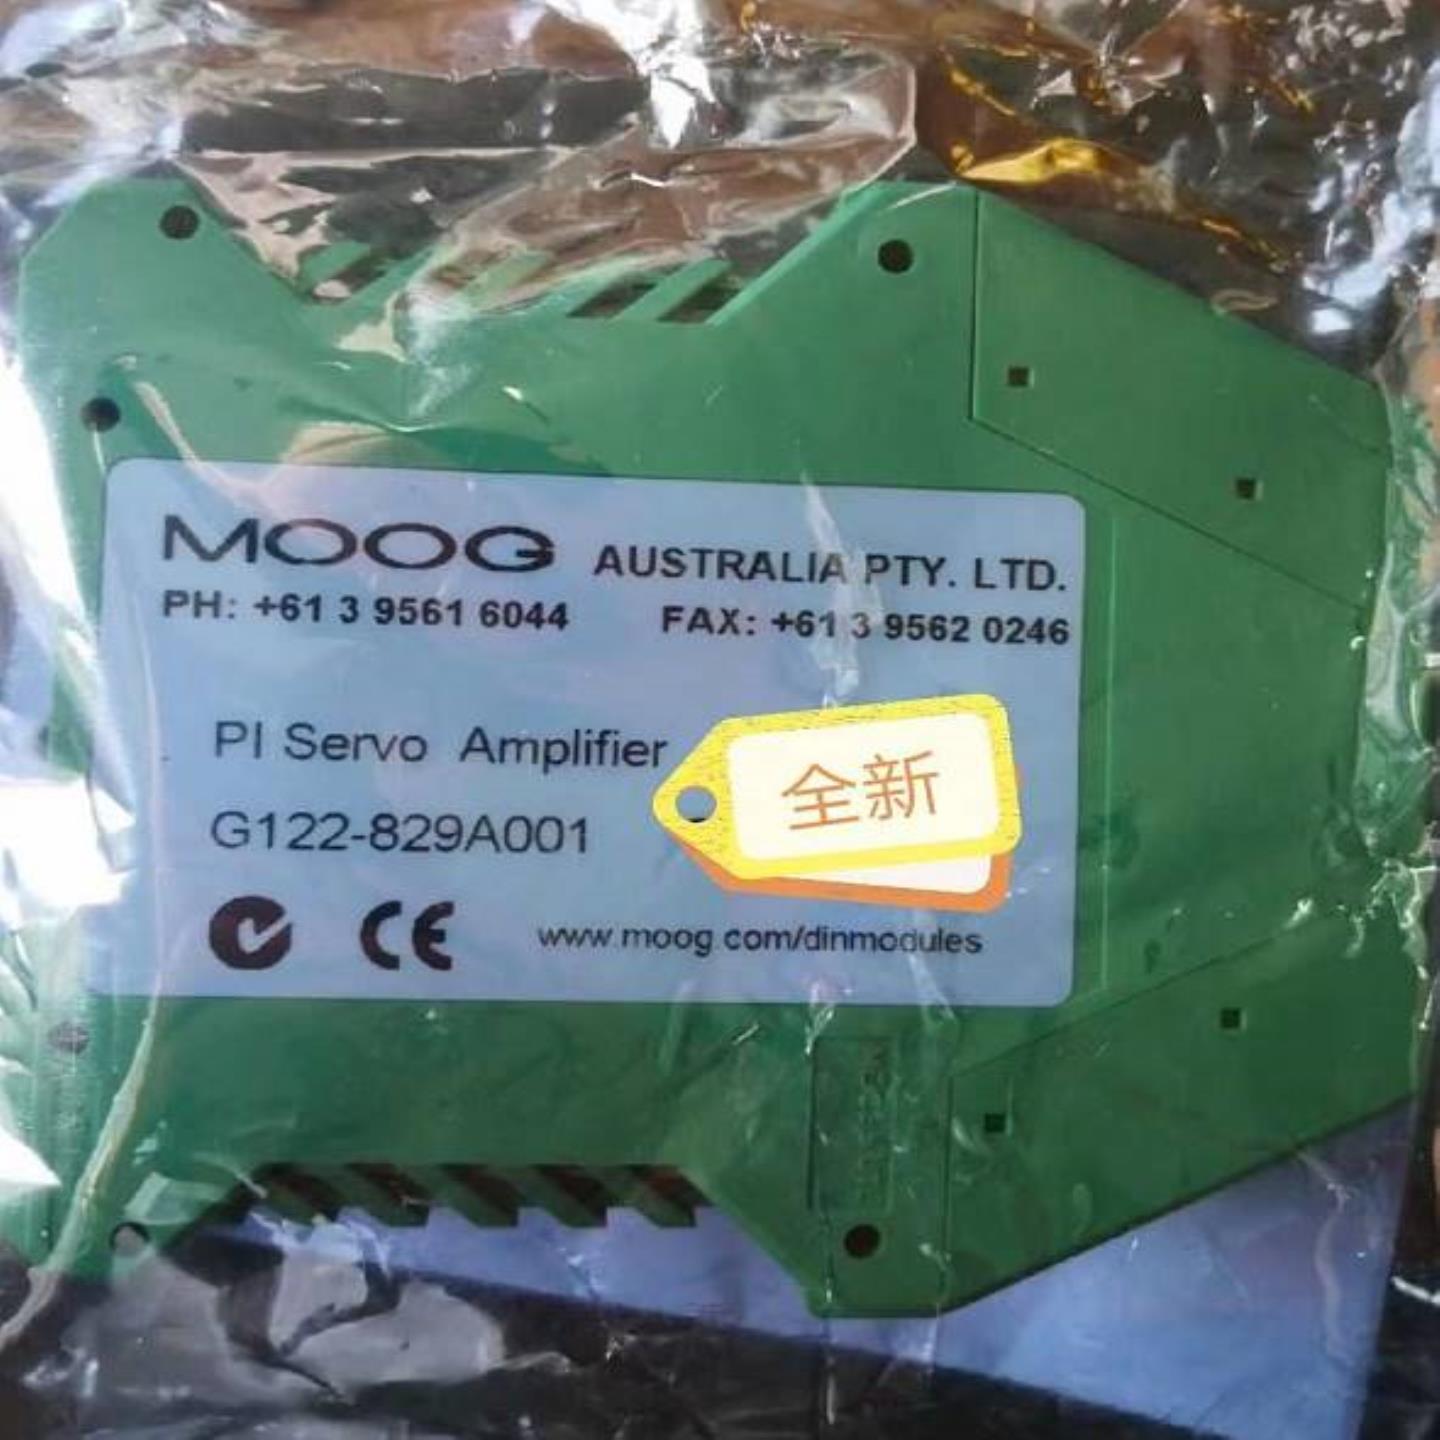 MOOG AUSTRALIA PTY. LTD.
PH: +61 3 9561 6044 FAX: +61 3 9562 0246
PI Servo Amplifier
全新
G122-829A001
CE www.moog.com/dinmodules